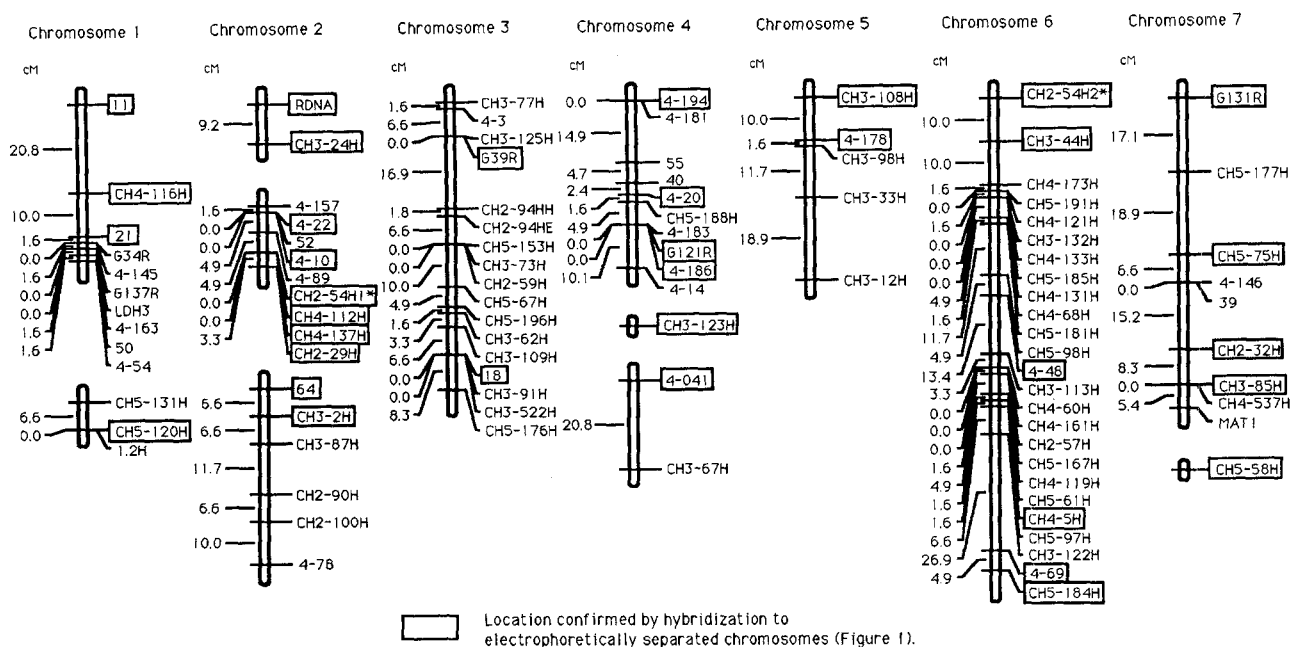 Chromosome 1
cM
11
20.8
CH4-116H
10.0
21
1.6
G34R
0.0
4-145
1.6
G137R
0.0
LDH3
0.0
4-163
1.6
50
1.6
4-54
CH5-131H
6.6
CH5-120H
0.0
1.2H
Chromosome 2
cM
RDNA
9.2
CH3-24H
4-157
1.6
4-22
0.0
52
0.0
4-10
4.9
4-89
4.9
CH2-54H1*
0.0
CH4-112H
0.0
CH4-137H
3.3
CH2-29H
64
6.6
CH3-2H
6.6
CH3-87H
11.7
CH2-90H
6.6
CH2-100H
10.0
4-78
Chromosome 3
cM
CH3-77H
1.6
4-3
6.6
CH3-125H
0.0
G39R
16.9
CH2-94HH
1.8
CH2-94HE
6.6
CH5-153H
0.0
CH3-73H
0.0
CH2-59H
10.0
CH5-67H
4.9
CH5-196H
1.6
CH3-62H
3.3
CH3-109H
6.6
18
0.0
CH3-91H
0.0
CH3-522H
8.3
CH5-176H
Chromosome 4
cM
0.0
4-194
4-181
14.9
55
4.7
40
2.4
4-20
1.6
CH5-188H
4.9
4-183
0.0
G121R
0.0
4-186
10.1
4-14
CH3-123H
4-041
20.8
CH3-67H
Chromosome 5
cM
CH3-108H
10.0
4-178
1.6
CH3-98H
11.7
CH3-33H
18.9
CH3-12H
Chromosome 6
cM
CH2-54H2*
10.0
CH3-44H
10.0
CH4-173H
1.6
CH5-191H
0.0
CH4-121H
1.6
CH3-132H
0.0
CH4-133H
0.0
CH5-185H
0.0
CH4-131H
4.9
CH4-68H
1.6
CH5-181H
11.7
CH5-98H
4.9
4-48
13.4
CH3-113H
3.3
CH4-60H
0.0
CH4-161H
0.0
CH2-57H
0.0
CH5-167H
1.6
CH4-119H
4.9
CH5-61H
1.6
CH4-5H
1.6
CH5-97H
6.6
CH3-122H
26.9
4-69
4.9
CH5-184H
Chromosome 7
cM
G131R
17.1
CH5-177H
18.9
CH5-75H
6.6
4-146
0.0
39
15.2
CH2-32H
8.3
CH3-85H
0.0
CH4-537H
5.4
MAT1
CH5-58H
Location confirmed by hybridization to
electrophoretically separated chromosomes (Figure 1).